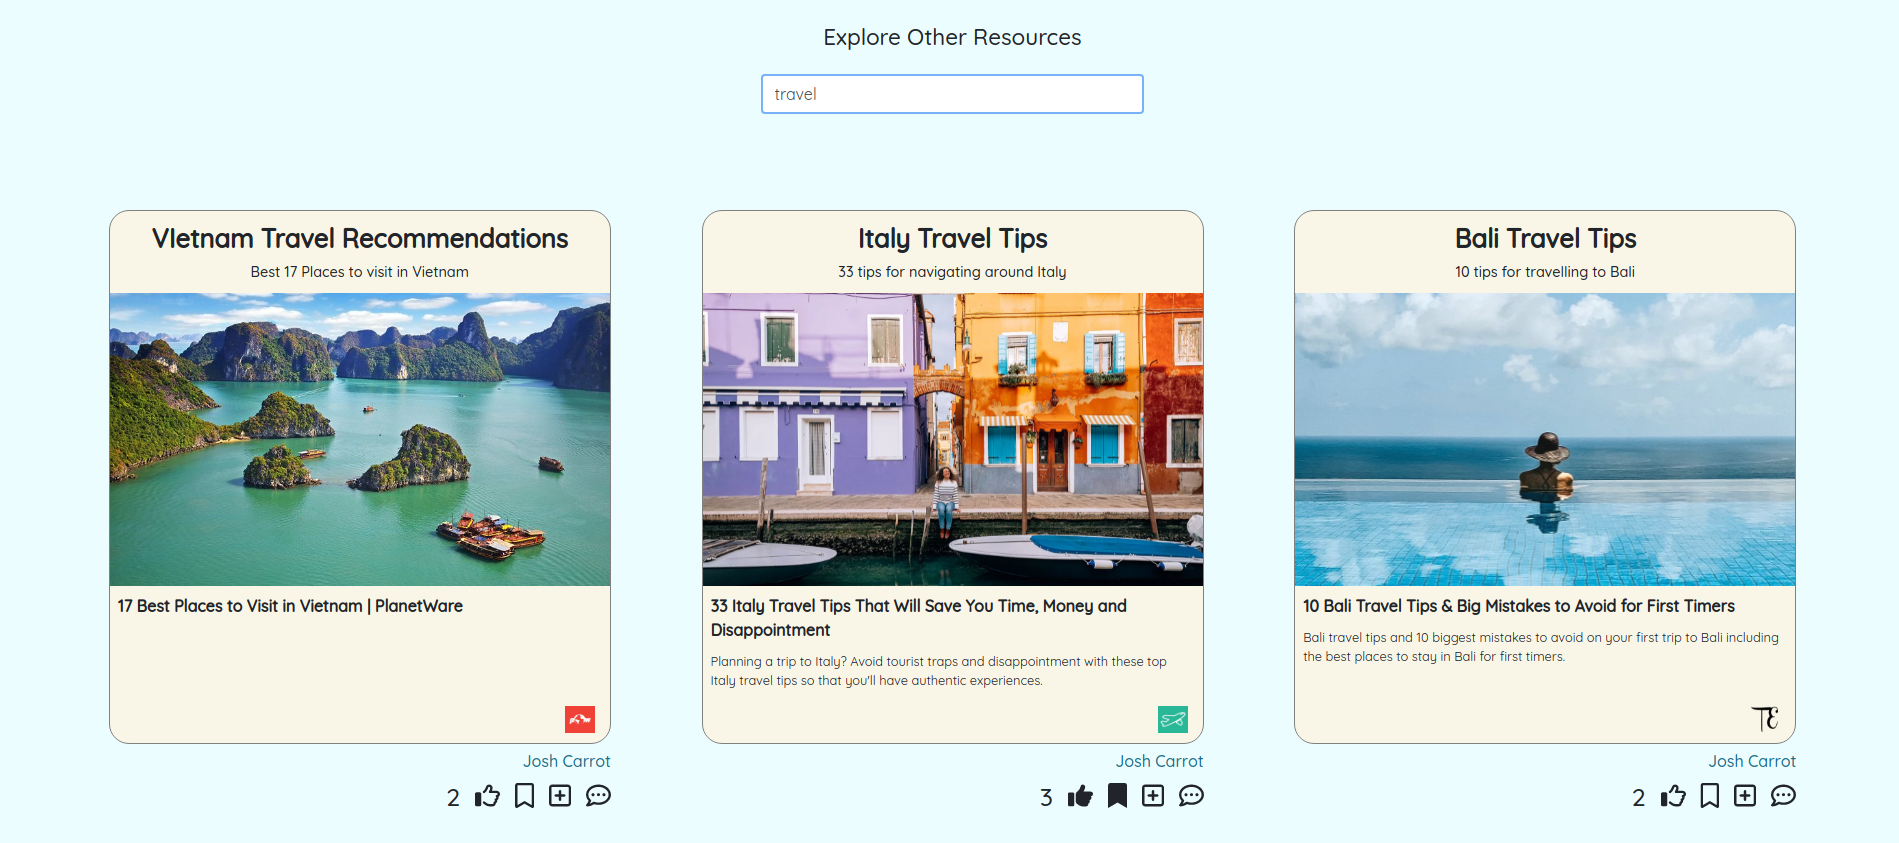 Explore Other Resources
travel
VIetnam Travel Recommendations
Best 17 Places to visit in Vietnam
17 Best Places to Visit in Vietnam | PlanetWare
Josh Carrot
2
Italy Travel Tips
33 tips for navigating around Italy
33 Italy Travel Tips That Will Save You Time, Money and
Disappointment
Planning a trip to Italy? Avoid tourist traps and disappointment with these top
Italy travel tips so that you'll have authentic experiences.
Josh Carrot
3
Bali Travel Tips
10 tips for travelling to Bali
10 Bali Travel Tips & Big Mistakes to Avoid for First Timers
Bali travel tips and 10 biggest mistakes to avoid on your first trip to Bali including
the best places to stay in Bali for first timers.
TE
Josh Carrot
2